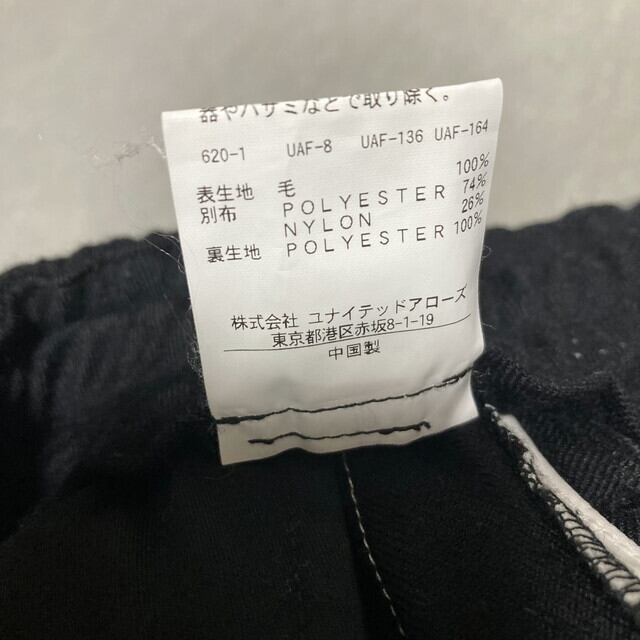 器やハサミなどで取り除く。
620-1 UAF-8 UAF-136 UAF-164
表生地 毛 100%
別布 POLYESTER 74%
NYLON 26%
裏生地 POLYESTER 100%
株式会社 ユナイテッドアローズ
東京都港区赤坂8-1-19
中国製